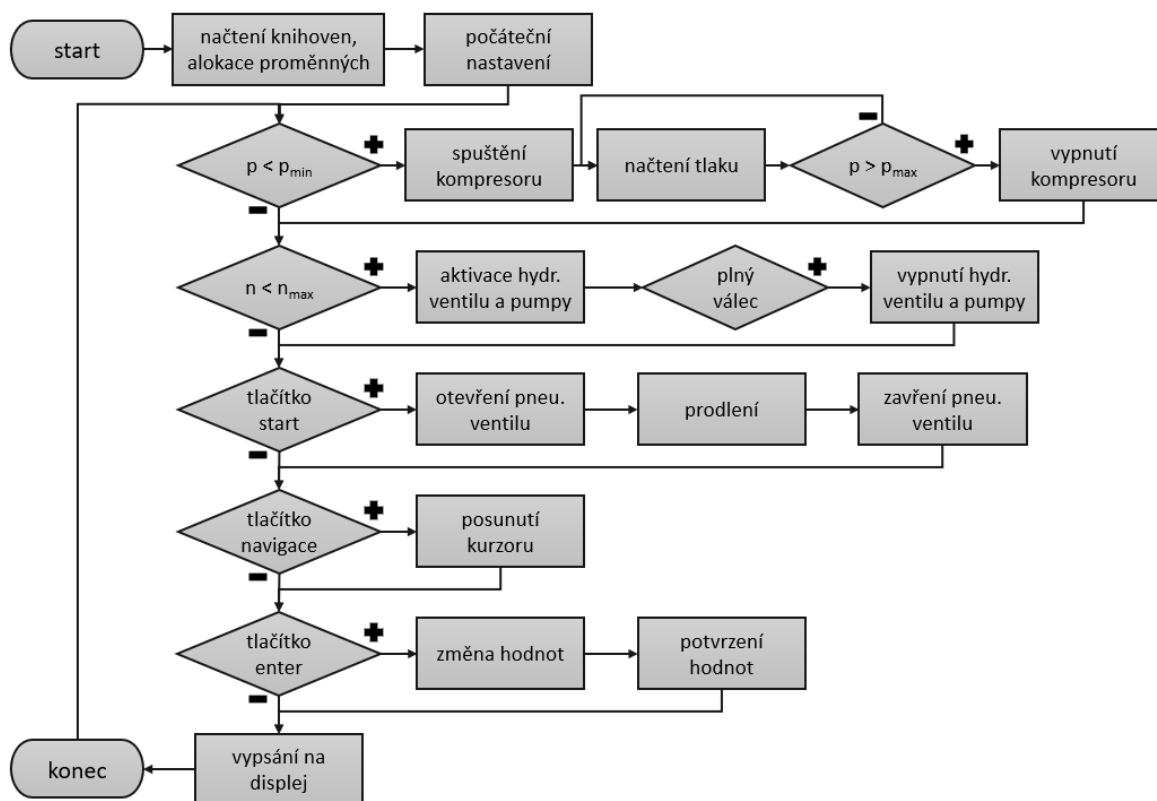 start
načtení knihoven,
alokace proměnných
počáteční
nastavení
p < pmin
spuštění
kompresoru
načtení tlaku
p > pmax
vypnutí
kompresoru
n < nmax
aktivace hydr.
ventilu a pumpy
plný
válec
vypnutí hydr.
ventilu a pumpy
tlačítko
start
otevření pneu.
ventilu
prodlení
zavření pneu.
ventilu
tlačítko
navigace
posunutí
kurzoru
tlačítko
enter
změna hodnot
potvrzení
hodnot
konec
vypsání na
displej